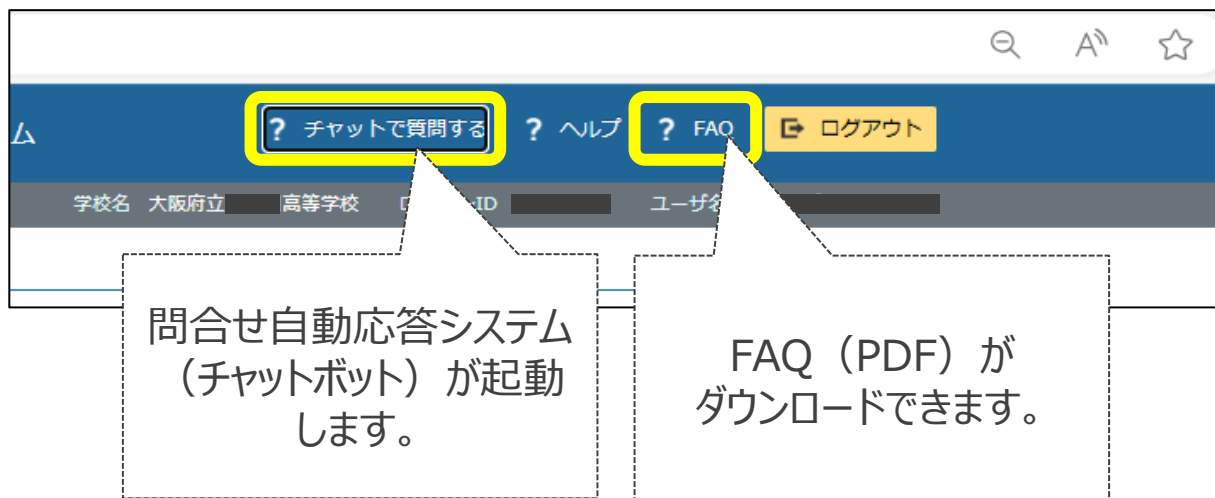 ム
? チャットで質問する
? ヘルプ
? FAQ
ログアウト
学校名 大阪府立 高等学校
ID
ユーザ名
問合せ自動応答システム
(チャットボット)が起動
します。
FAQ(PDF)が
ダウンロードできます。